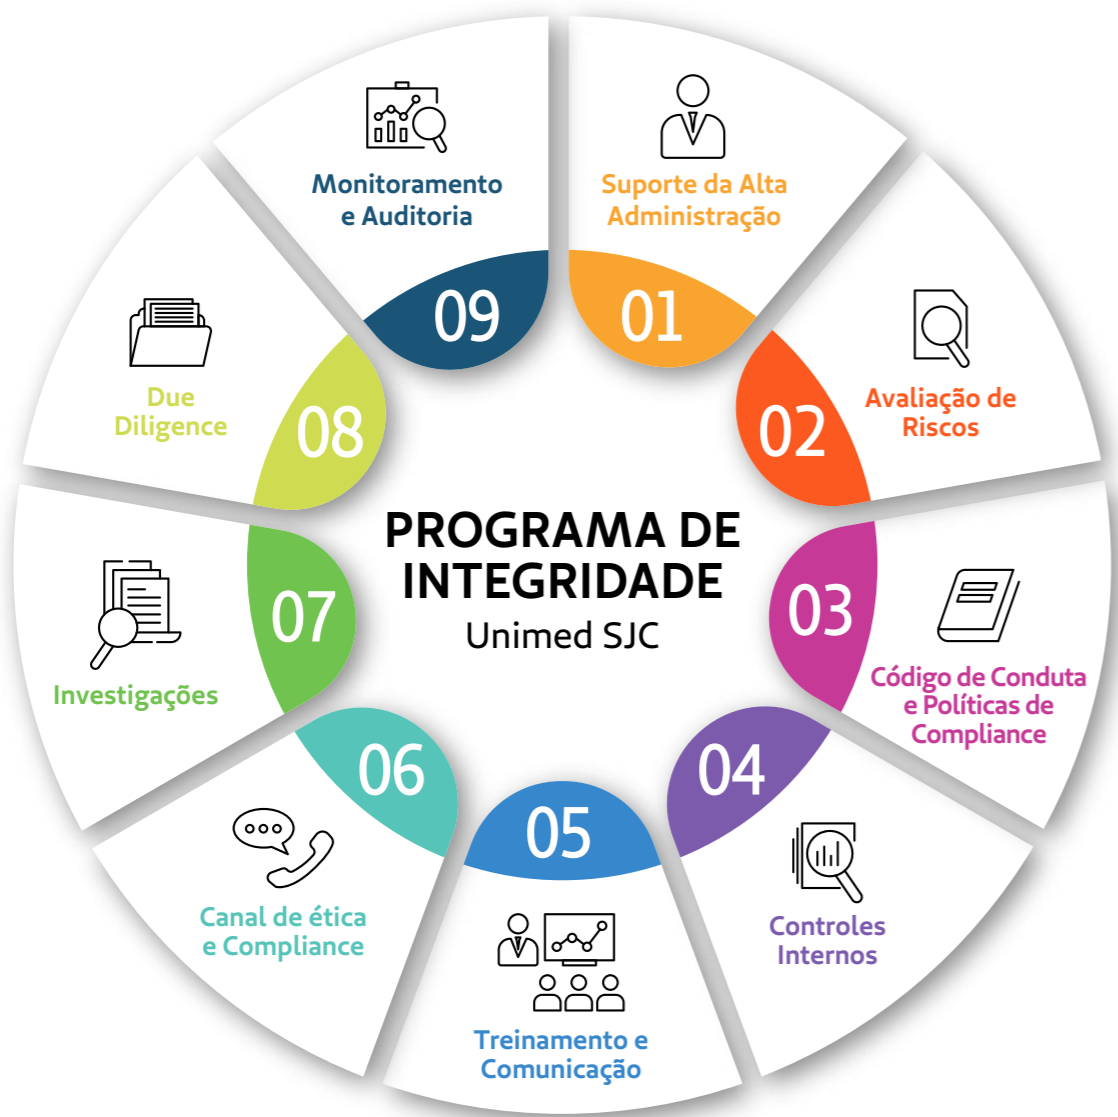 PROGRAMA DE
INTEGRIDADE
Unimed SJC
01
Suporte da Alta
Administração
02
Avaliação de
Riscos
03
Código de Conduta
e Políticas de
Compliance
04
Controles
Internos
05
Treinamento e
Comunicação
06
Canal de ética
e Compliance
07
Investigações
08
Due
Diligence
09
Monitoramento
e Auditoria